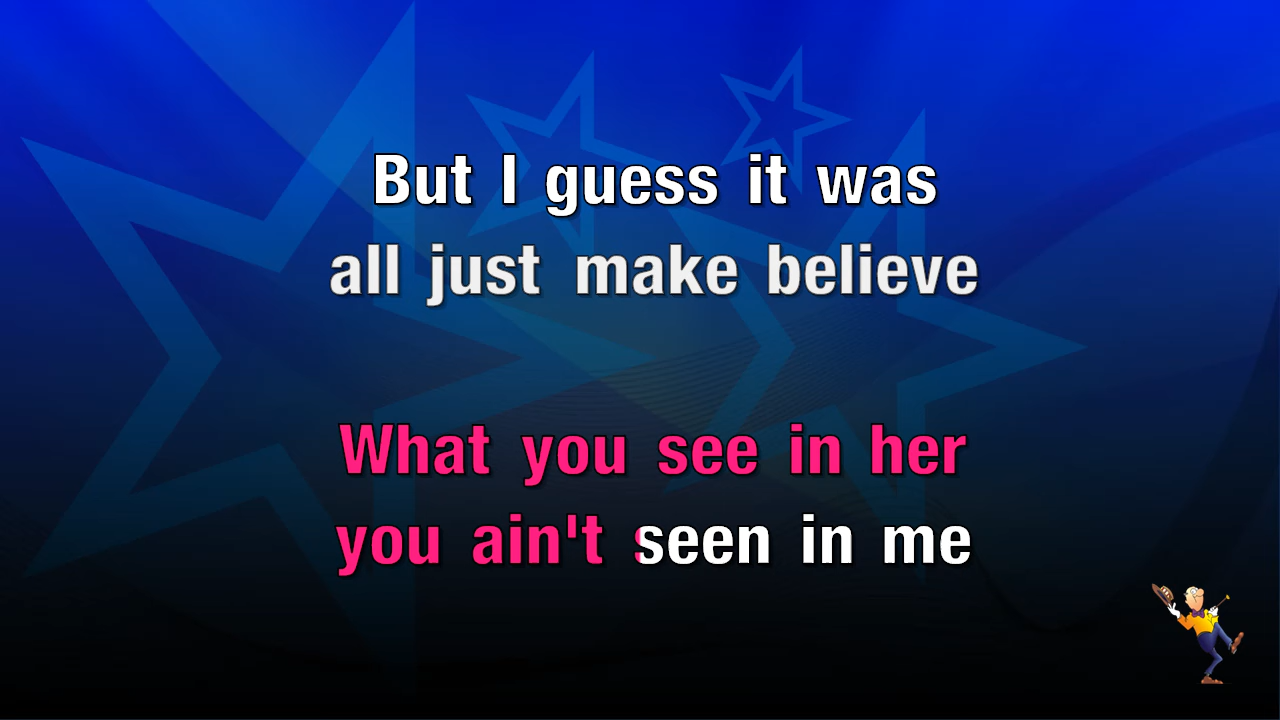 But I guess it was
all just make believe
What you see in her
you ain't seen in me